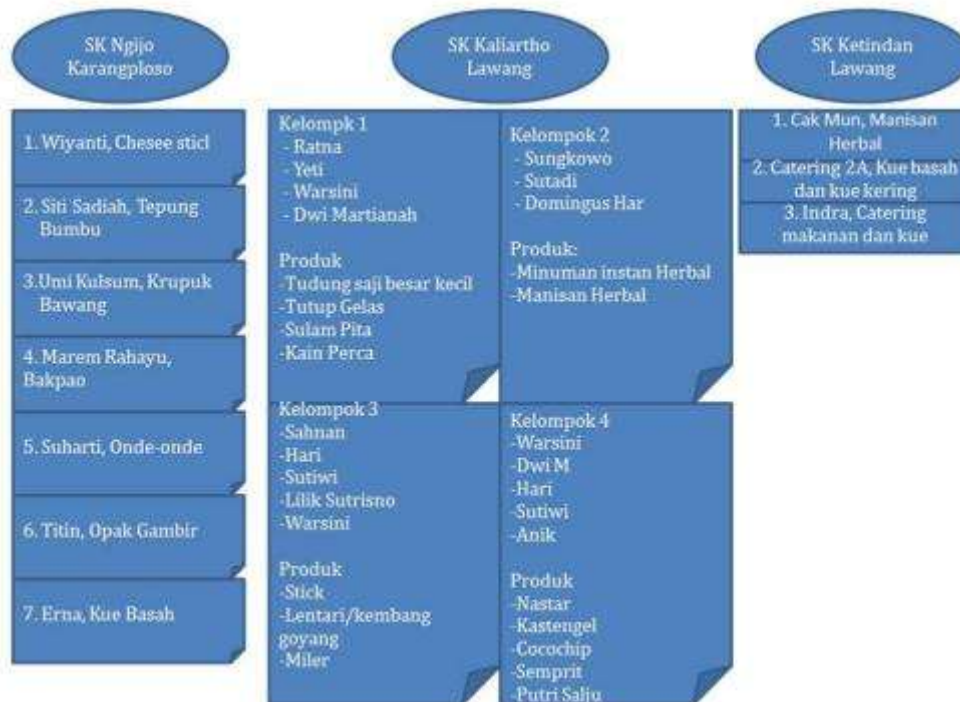 SK Ngijo
Karangploso
1. Wiyanti, Chesee sticl
2. Siti Sadiah, Tepung
Bumbu
3.Umi Kulsum, Krupuk
Bawang
4. Marem Rahayu,
Bakpao
5. Suharti, Onde-onde
6. Titin, Opak Gambir
7. Erna, Kue Basah
SK Kaliartho
Lawang
Kelompk 1
- Ratna
- Yeti
- Warsini
- Dwi Martianah
Produk
-Tudung saji besar kecil
-Tutup Gelas
-Sulam Pita
-Kain Perca
Kelompok 2
- Sungkowo
- Sutadi
- Domingus Har
Produk:
-Minuman instan Herbal
-Manisan Herbal
Kelompok 3
-Sahnan
-Hari
-Sutiwi
-Lilik Sutrisno
-Warsini
Produk
-Stick
-Lentari/kembang
goyang
-Miler
Kelompok 4
-Warsini
-Dwi M
-Hari
-Sutiwi
-Anik
Produk
-Nastar
-Kastengel
-Cocochip
-Semprit
-Putri Salju
SK Ketindan
Lawang
1. Cak Mun, Manisan
Herbal
2. Catering 2A, Kue basah
dan kue kering
3. Indra, Catering
makanan dan kue